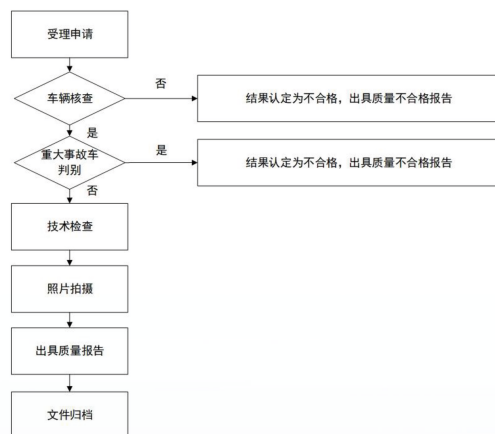 受理申请
车辆核查
否
结果认定为不合格，出具质量不合格报告
是
重大事故车
判别
是
结果认定为不合格，出具质量不合格报告
否
技术检查
照片拍摄
出具质量报告
文件归档